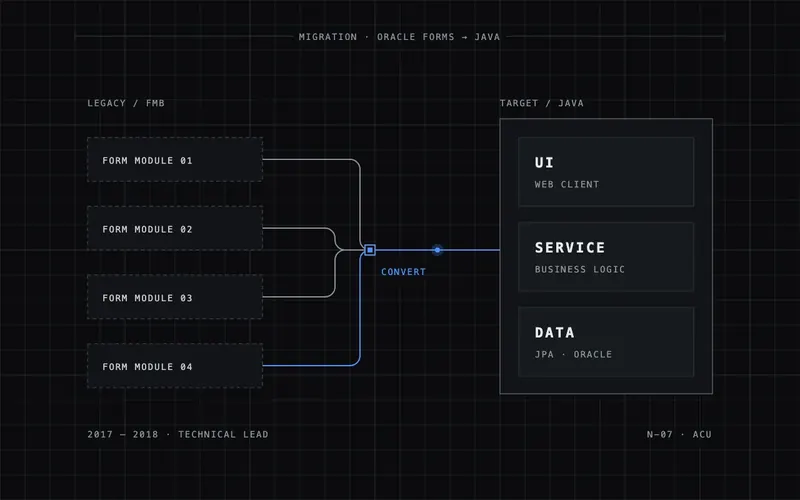 MIGRATION · ORACLE FORMS → JAVA
LEGACY / FMB
TARGET / JAVA
FORM MODULE 01
FORM MODULE 02
FORM MODULE 03
FORM MODULE 04
CONVERT
UI
WEB CLIENT
SERVICE
BUSINESS LOGIC
DATA
JPA · ORACLE
2017 — 2018 · TECHNICAL LEAD
N—07 · ACU